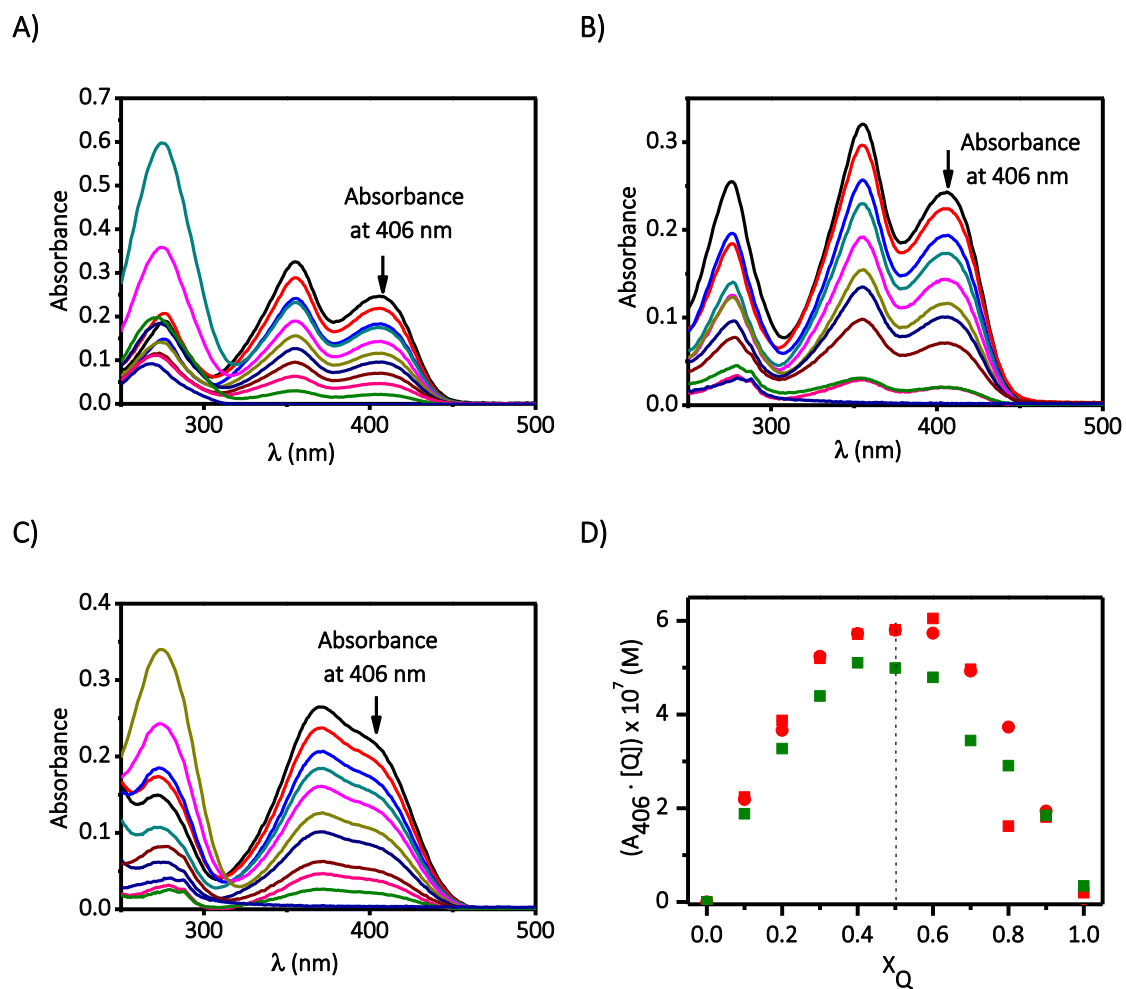 A)
0.7
0.6
0.5
0.4
0.3
0.2
0.1
0.0
Absorbance
Absorbance
at 406 nm
300
400
500
λ (nm)
B)
0.3
0.2
0.1
0.0
Absorbance
Absorbance
at 406 nm
300
400
500
λ (nm)
C)
0.4
0.3
0.2
0.1
0.0
Absorbance
Absorbance
at 406 nm
300
400
500
λ (nm)
D)
6
4
2
0
(A406 · [Q]) x 10^7 (M)
0.0
0.2
0.4
0.6
0.8
1.0
XQ